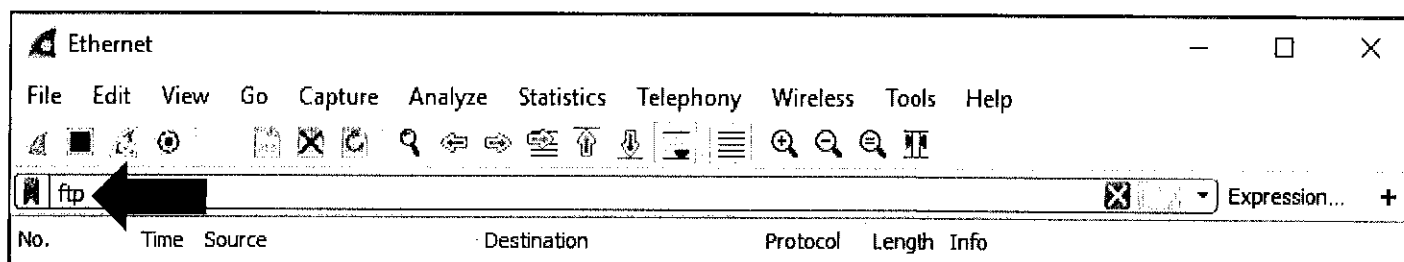 Ethernet
File Edit View Go Capture Analyze Statistics Telephony Wireless Tools Help
ftp Expression... +
No. Time Source Destination Protocol Length Info